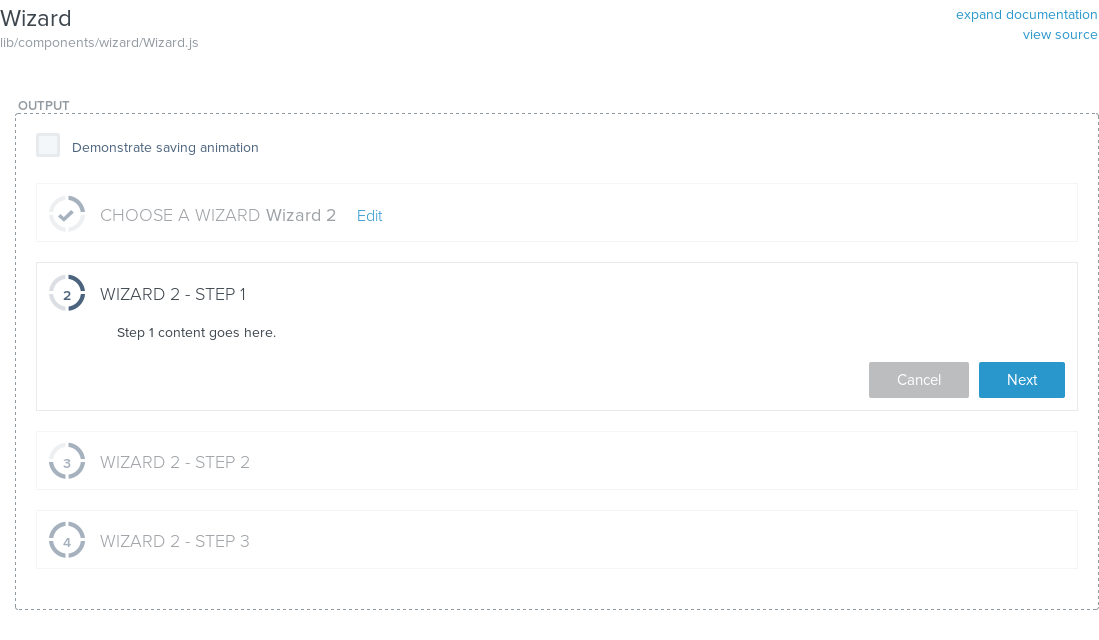 Wizard
expand documentation
lib/components/wizard/Wizard.js
view source
OUTPUT
Demonstrate saving animation
CHOOSE A WIZARD Wizard 2 Edit
2 WIZARD 2 - STEP 1
Step 1 content goes here.
Cancel Next
3 WIZARD 2 - STEP 2
4 WIZARD 2 - STEP 3